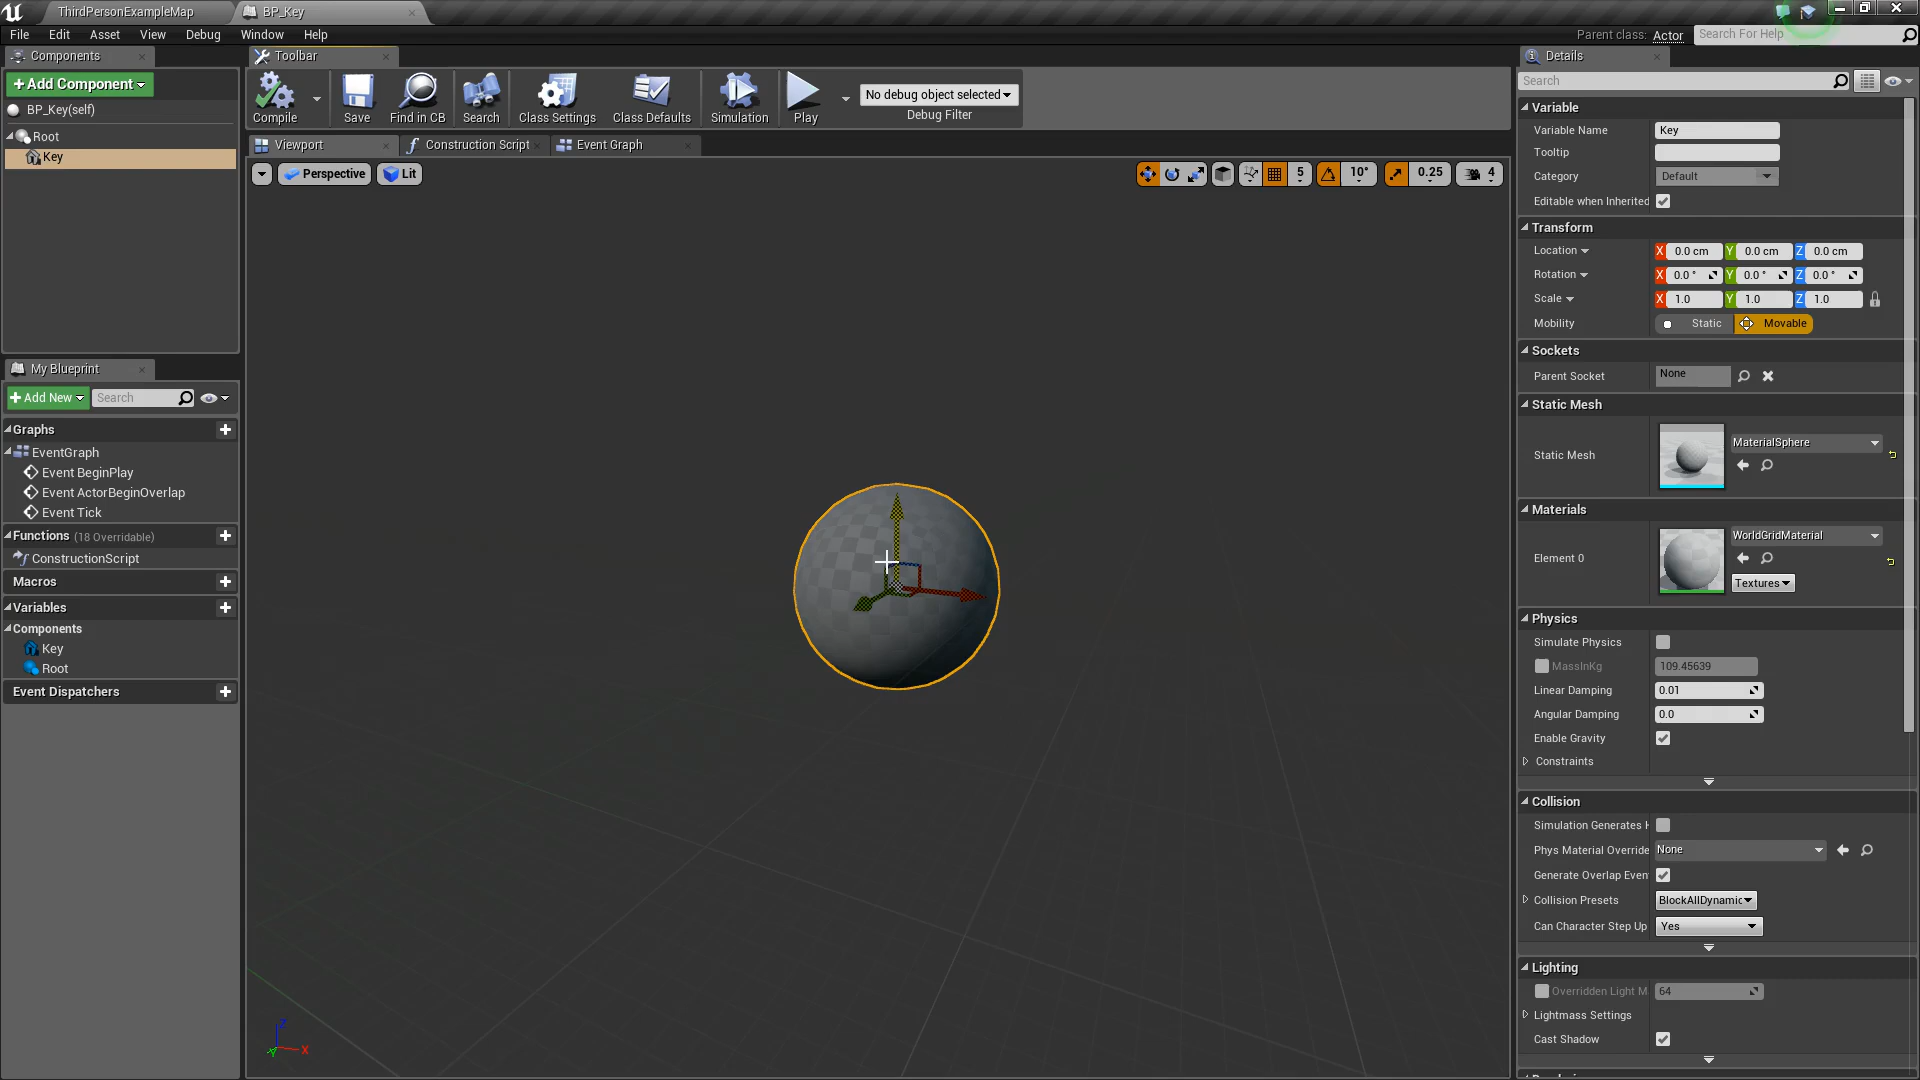 ThirdPersonExampleMap
BP_Key
File Edit Asset View Debug Window Help
Parent class: Actor
Search For Help
Components
Toolbar
Details
+Add Component
Search
BP_Key(self)
Root
Key
Compile
Save
Find in CB
Search
Class Settings
Class Defaults
Simulation
Play
No debug object selected
Debug Filter
Viewport
Construction Script
Event Graph
Perspective
Lit
5
10°
0.25
4
My Blueprint
+Add New
Search
Graphs
EventGraph
Event BeginPlay
Event ActorBeginOverlap
Event Tick
Functions (18 Overridable)
ConstructionScript
Macros
Variables
Components
Key
Root
Event Dispatchers
Z
X
Y
Variable
Variable Name Key
Tooltip
Category Default
Editable when Inherited
Transform
Location X 0.0 cm Y 0.0 cm Z 0.0 cm
Rotation X 0.0 ° Y 0.0 ° Z 0.0 °
Scale X 1.0 Y 1.0 Z 1.0
Mobility Static Movable
Sockets
Parent Socket None
Static Mesh
Static Mesh MaterialSphere
Materials
Element 0 WorldGridMaterial
Textures
Physics
Simulate Physics
MassInKg 109.45639
Linear Damping 0.01
Angular Damping 0.0
Enable Gravity
Constraints
Collision
Simulation Generates H
Phys Material Override None
Generate Overlap Even
Collision Presets BlockAllDynamic
Can Character Step Up Yes
Lighting
Overridden Light M 64
Lightmass Settings
Cast Shadow